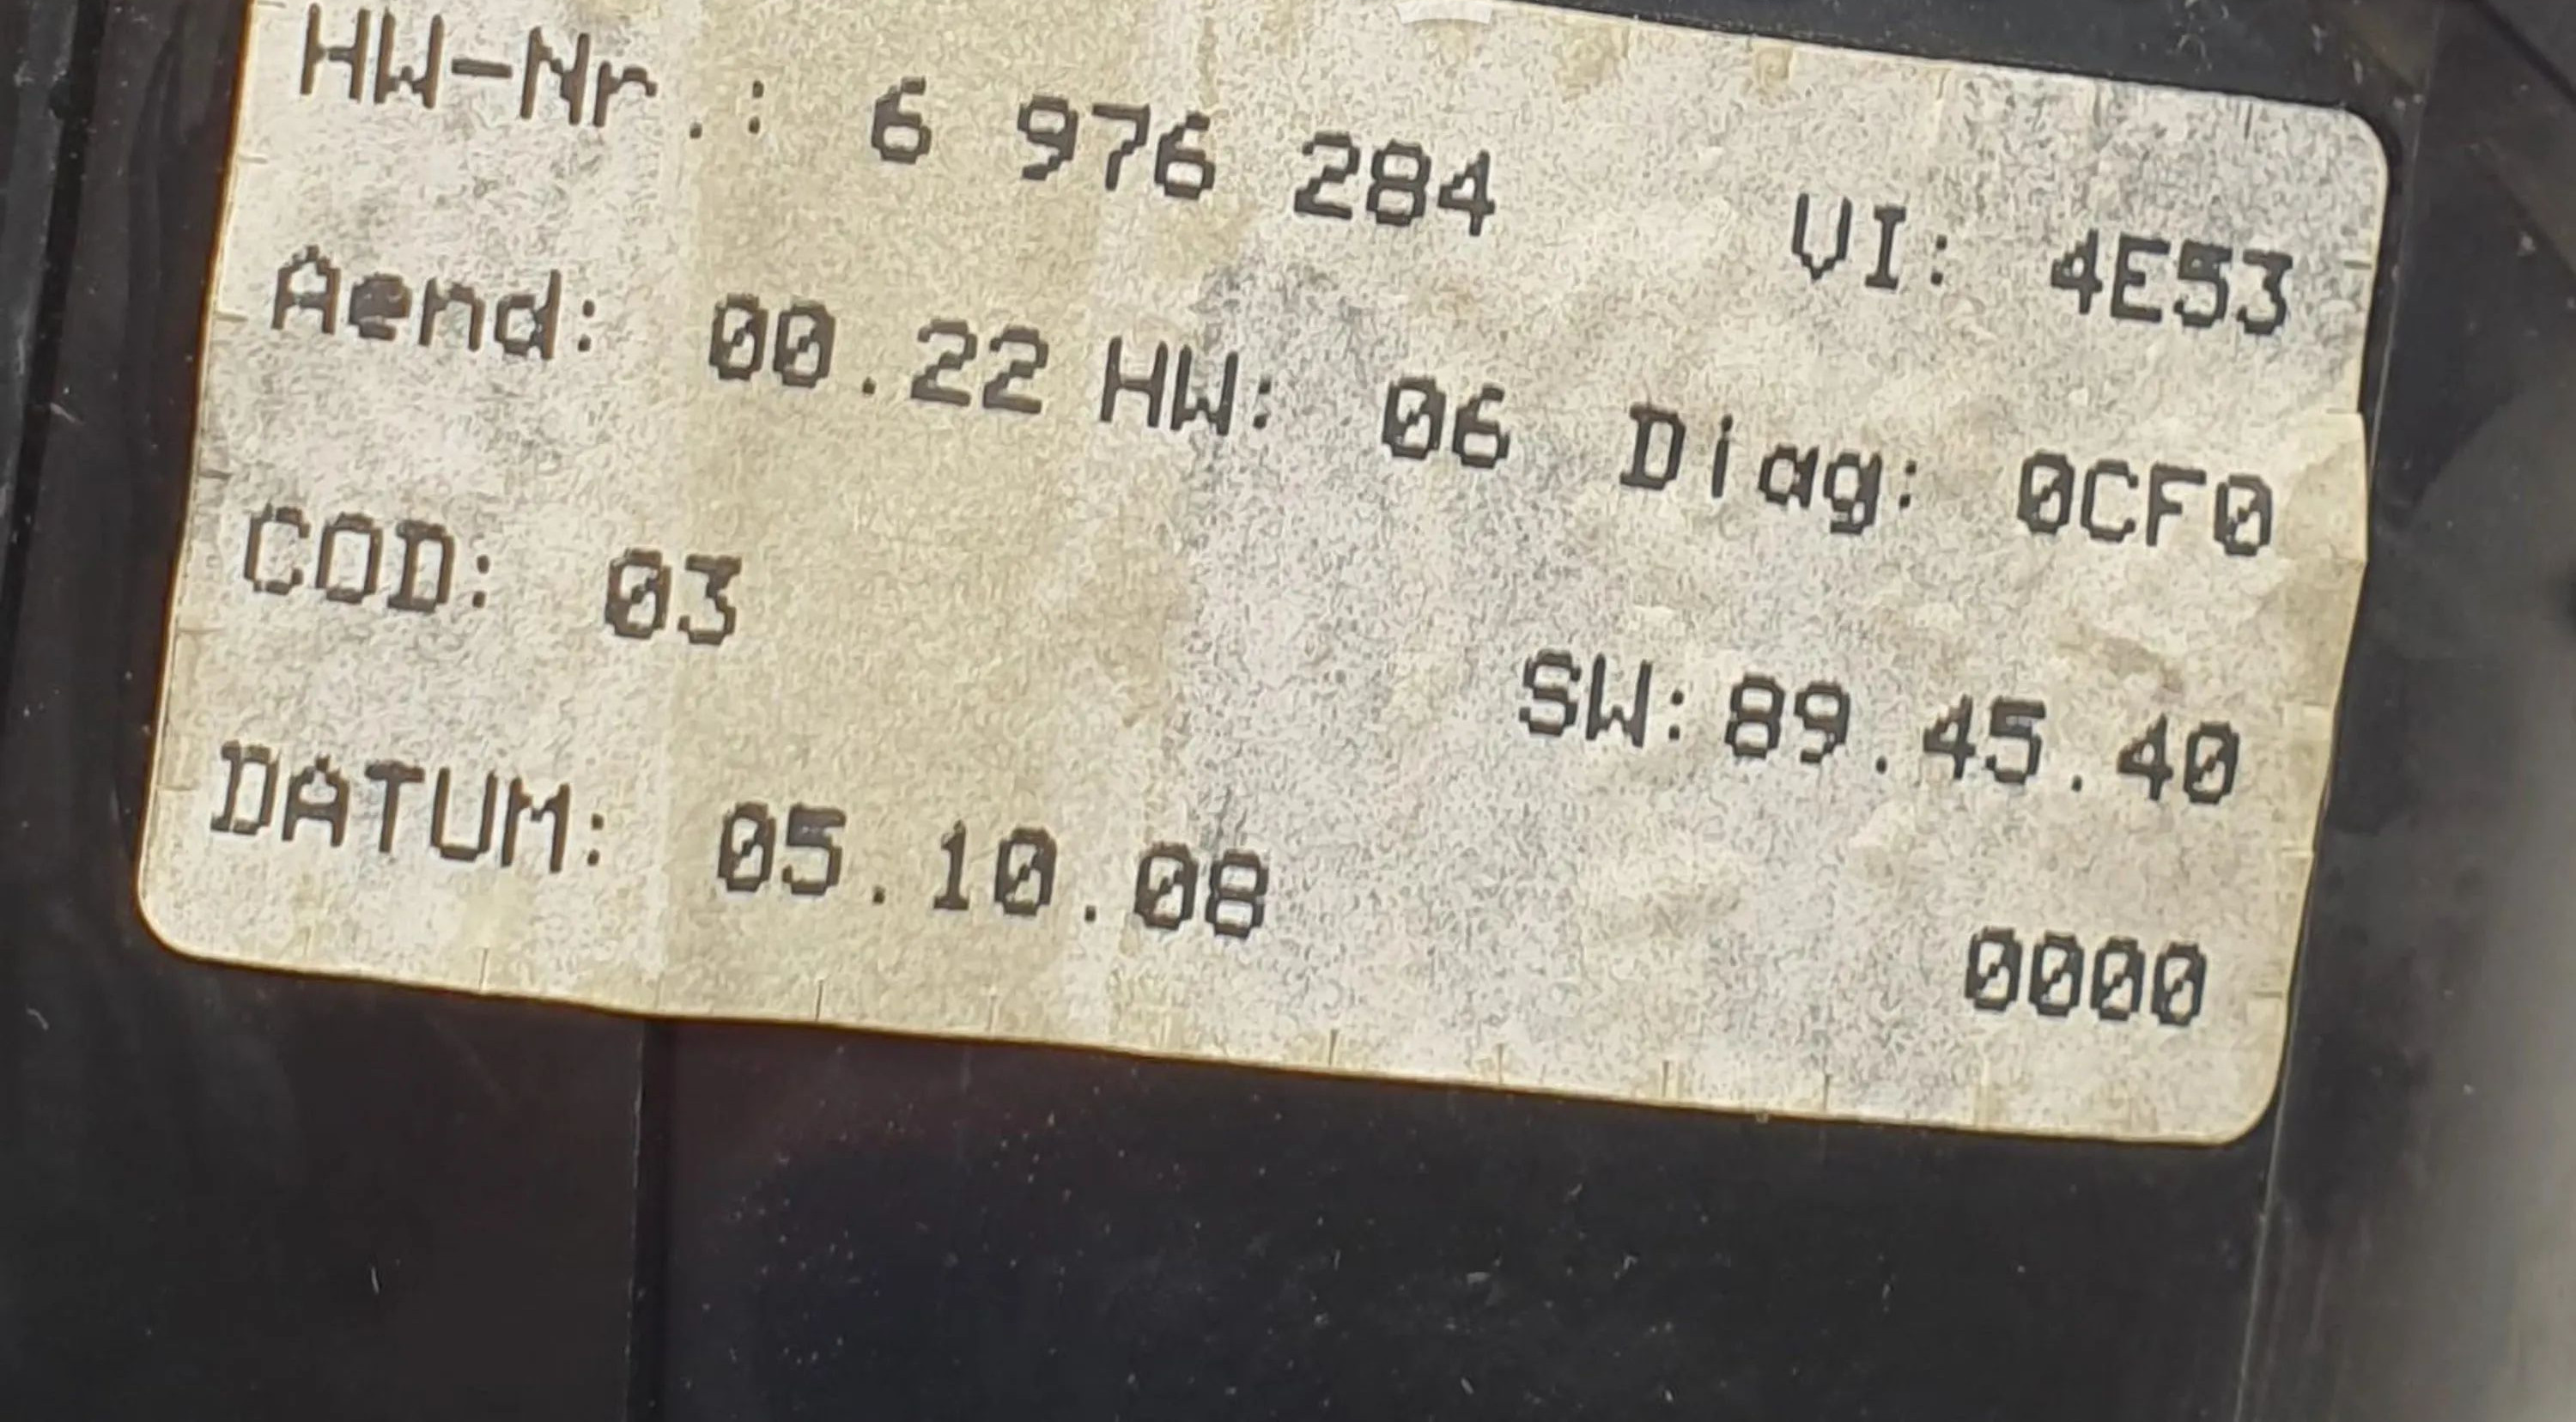 HW-Nr.: 6 976 284 VI: 4E53
Aend: 00.22 HW: 06 Diag: 0CF0
COD: 03 SW: 89.45.40
DATUM: 05.10.08 0000